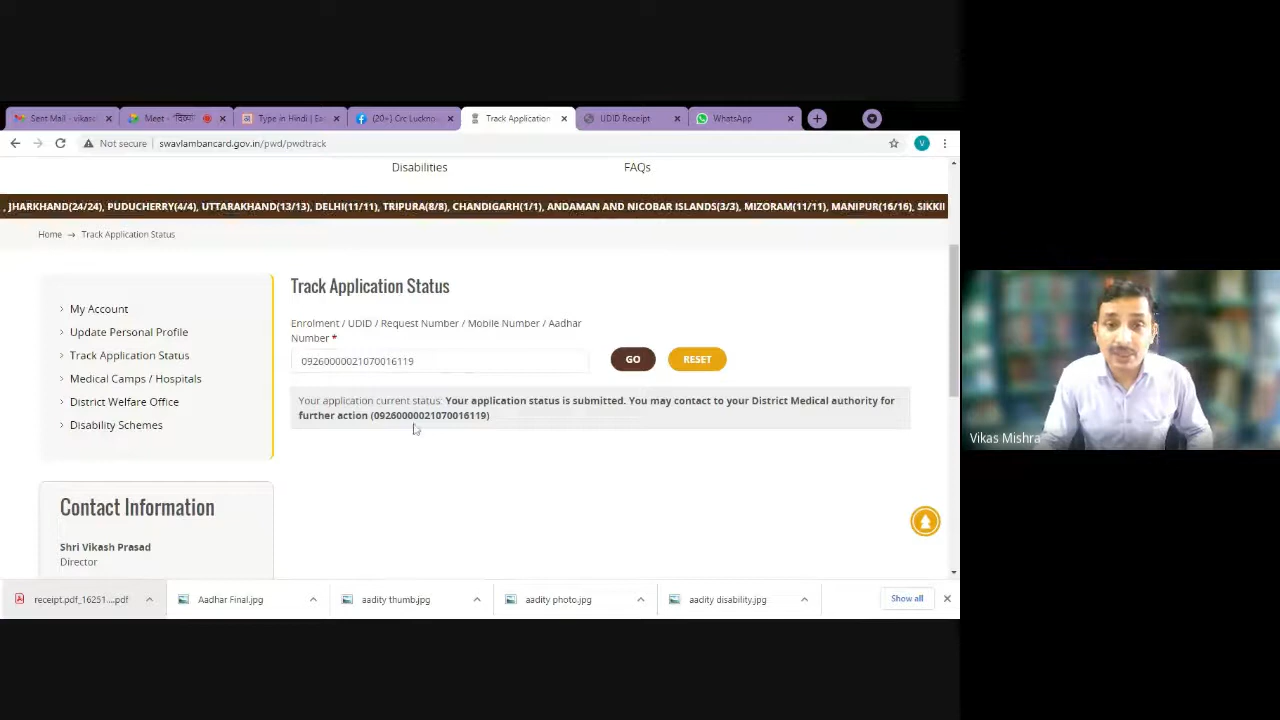 Sent Mail - vikasc
Meet - "दिव्या
Type in Hindi | Eas
(20+) Crc Luckno
Track Application
UDID Receipt
WhatsApp
Not secure
swavlambancard.gov.in/pwd/pwdtrack
V
Disabilities
FAQs
, JHARKHAND(24/24), PUDUCHERRY(4/4), UTTARAKHAND(13/13), DELHI(11/11), TRIPURA(8/8), CHANDIGARH(1/1), ANDAMAN AND NICOBAR ISLANDS(3/3), MIZORAM(11/11), MANIPUR(16/16), SIKKII
Home → Track Application Status
My Account
Update Personal Profile
Track Application Status
Medical Camps / Hospitals
District Welfare Office
Disability Schemes
Track Application Status
Enrolment / UDID / Request Number / Mobile Number / Aadhar
Number *
09260000021070016119
GO
RESET
Your application current status: Your application status is submitted. You may contact to your District Medical authority for
further action (09260000021070016119)
Contact Information
Shri Vikash Prasad
Director
Vikas Mishra
receipt.pdf_16251....pdf
Aadhar Final.jpg
aadity thumb.jpg
aadity photo.jpg
aadity disability.jpg
Show all